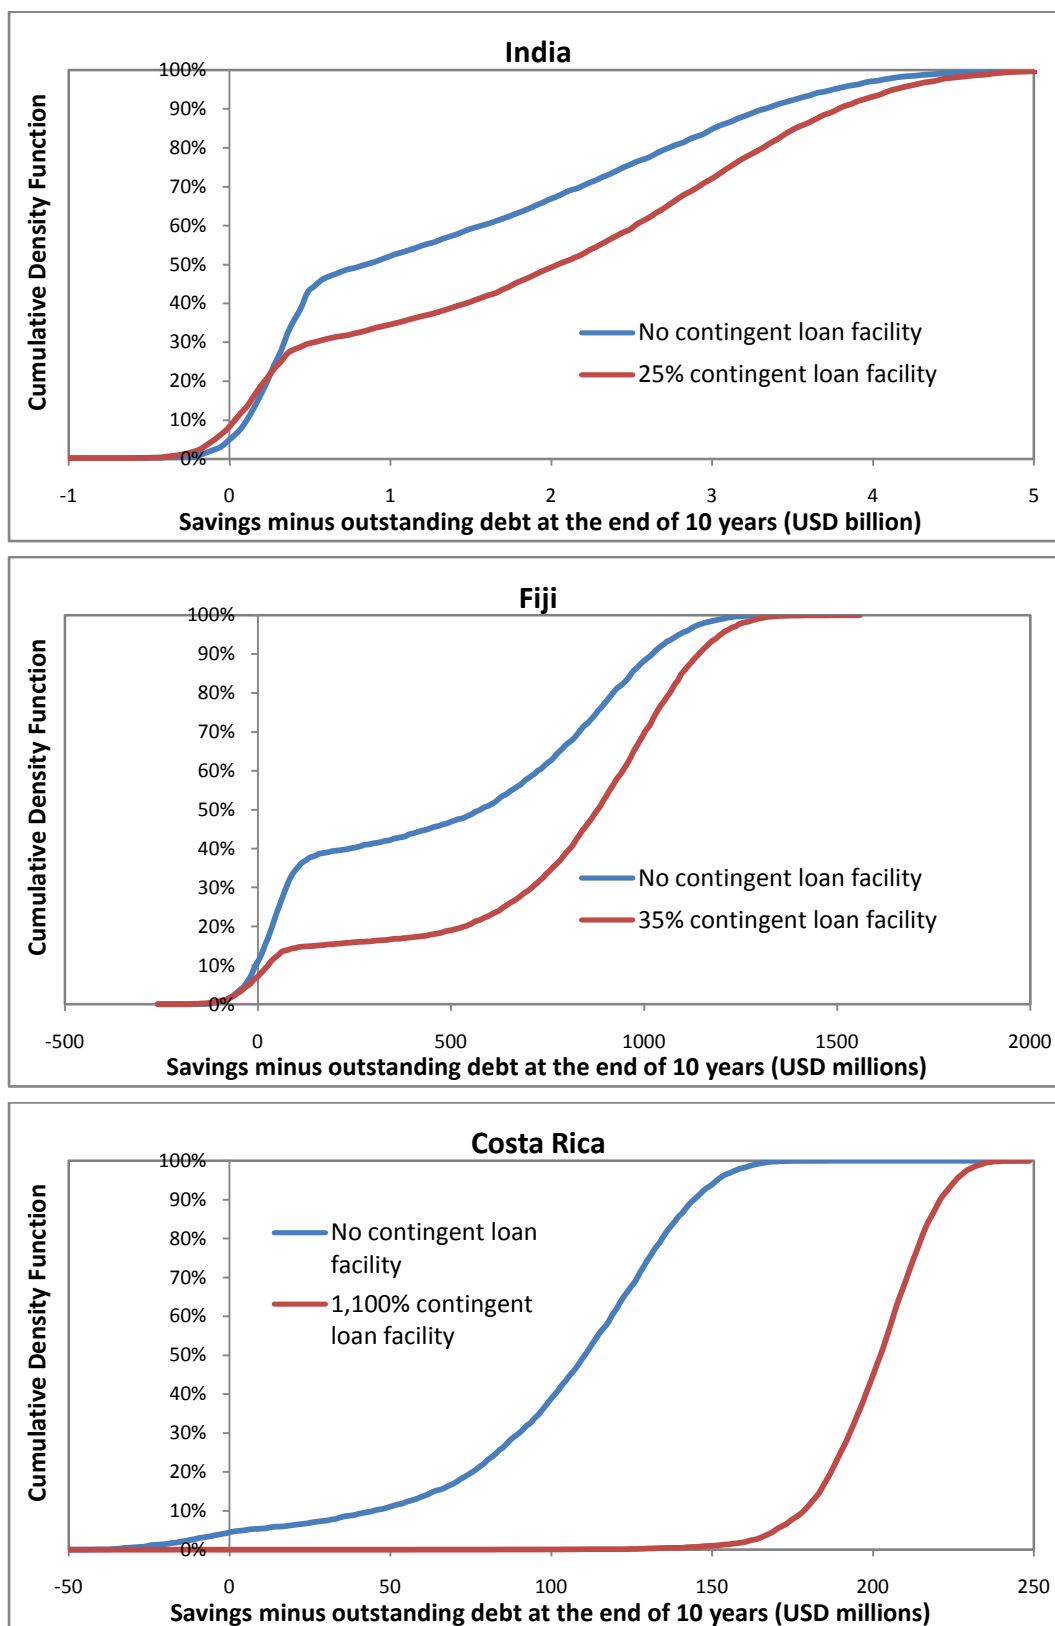 India
Cumulative Density Function
100%
90%
80%
70%
60%
50%
40%
30%
20%
10%
0%
No contingent loan facility
25% contingent loan facility
-1 0 1 2 3 4 5
Savings minus outstanding debt at the end of 10 years (USD billion)
Fiji
Cumulative Density Function
100%
90%
80%
70%
60%
50%
40%
30%
20%
10%
0%
No contingent loan facility
35% contingent loan facility
-500 0 500 1000 1500 2000
Savings minus outstanding debt at the end of 10 years (USD millions)
Costa Rica
Cumulative Density Function
100%
90%
80%
70%
60%
50%
40%
30%
20%
10%
0%
No contingent loan
facility
1,100% contingent
loan facility
-50 0 50 100 150 200 250
Savings minus outstanding debt at the end of 10 years (USD millions)